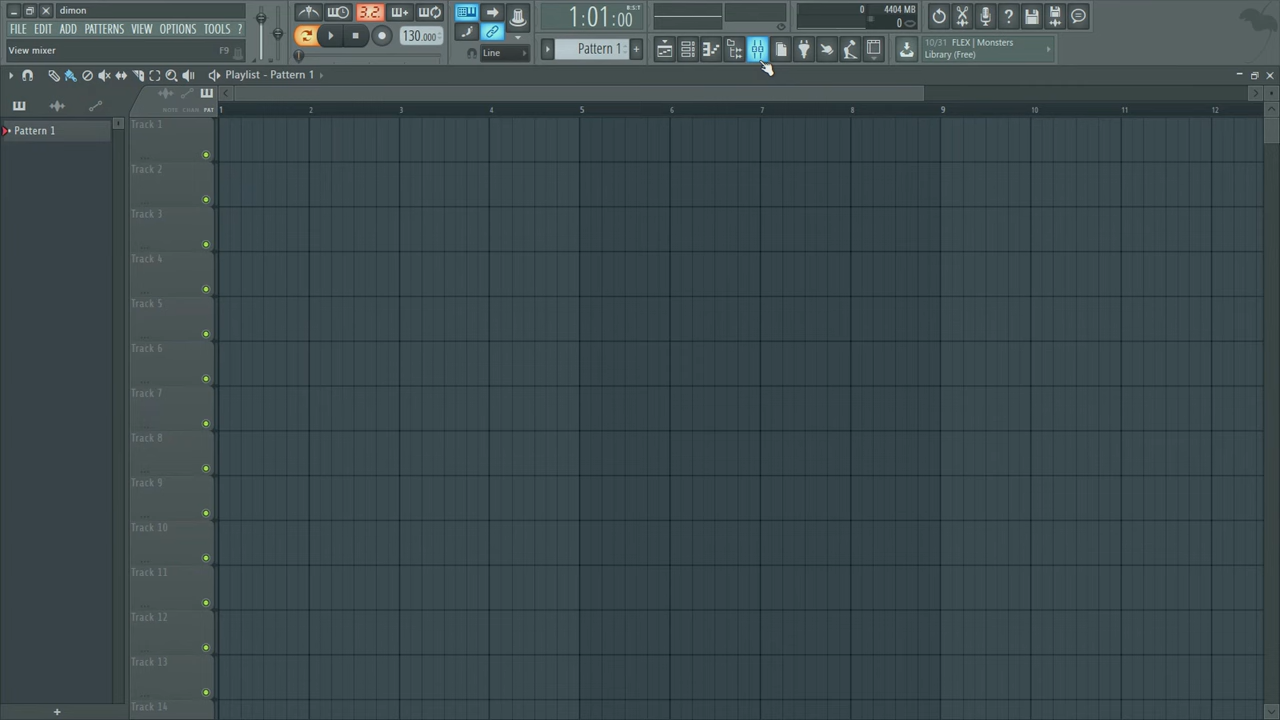 dimon
FILE EDIT ADD PATTERNS VIEW OPTIONS TOOLS ?
View mixer F9
3.2
130.000
Line
1:01:00 B:S:T
Pattern 1
0
4404 MB
0
10/31 FLEX | Monsters
Library (Free)
Playlist - Pattern 1
NOTE CHAN PAT
1 2 3 4 5 6 7 8 9 10 11 12
Pattern 1
Track 1
Track 2
Track 3
Track 4
Track 5
Track 6
Track 7
Track 8
Track 9
Track 10
Track 11
Track 12
Track 13
Track 14